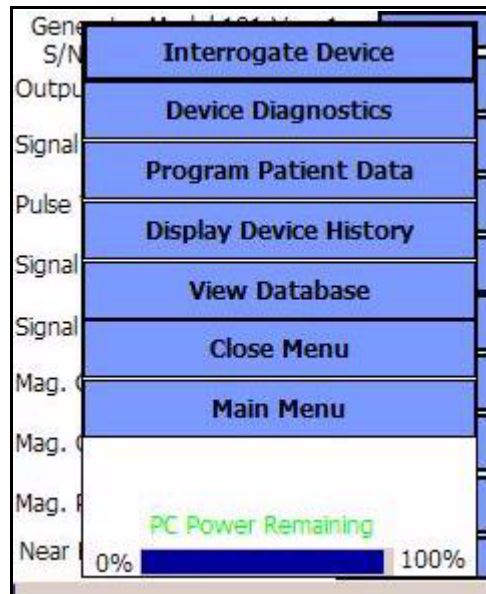 S/N
Interrogate Device
Device Diagnostics
Signal
Program Patient Data
Pulse
Display Device History
Signal
View Database
Signal
Close Menu
Mag.
Main Menu
Mag.
Mag.
PC Power Remaining
Near
0% 100%